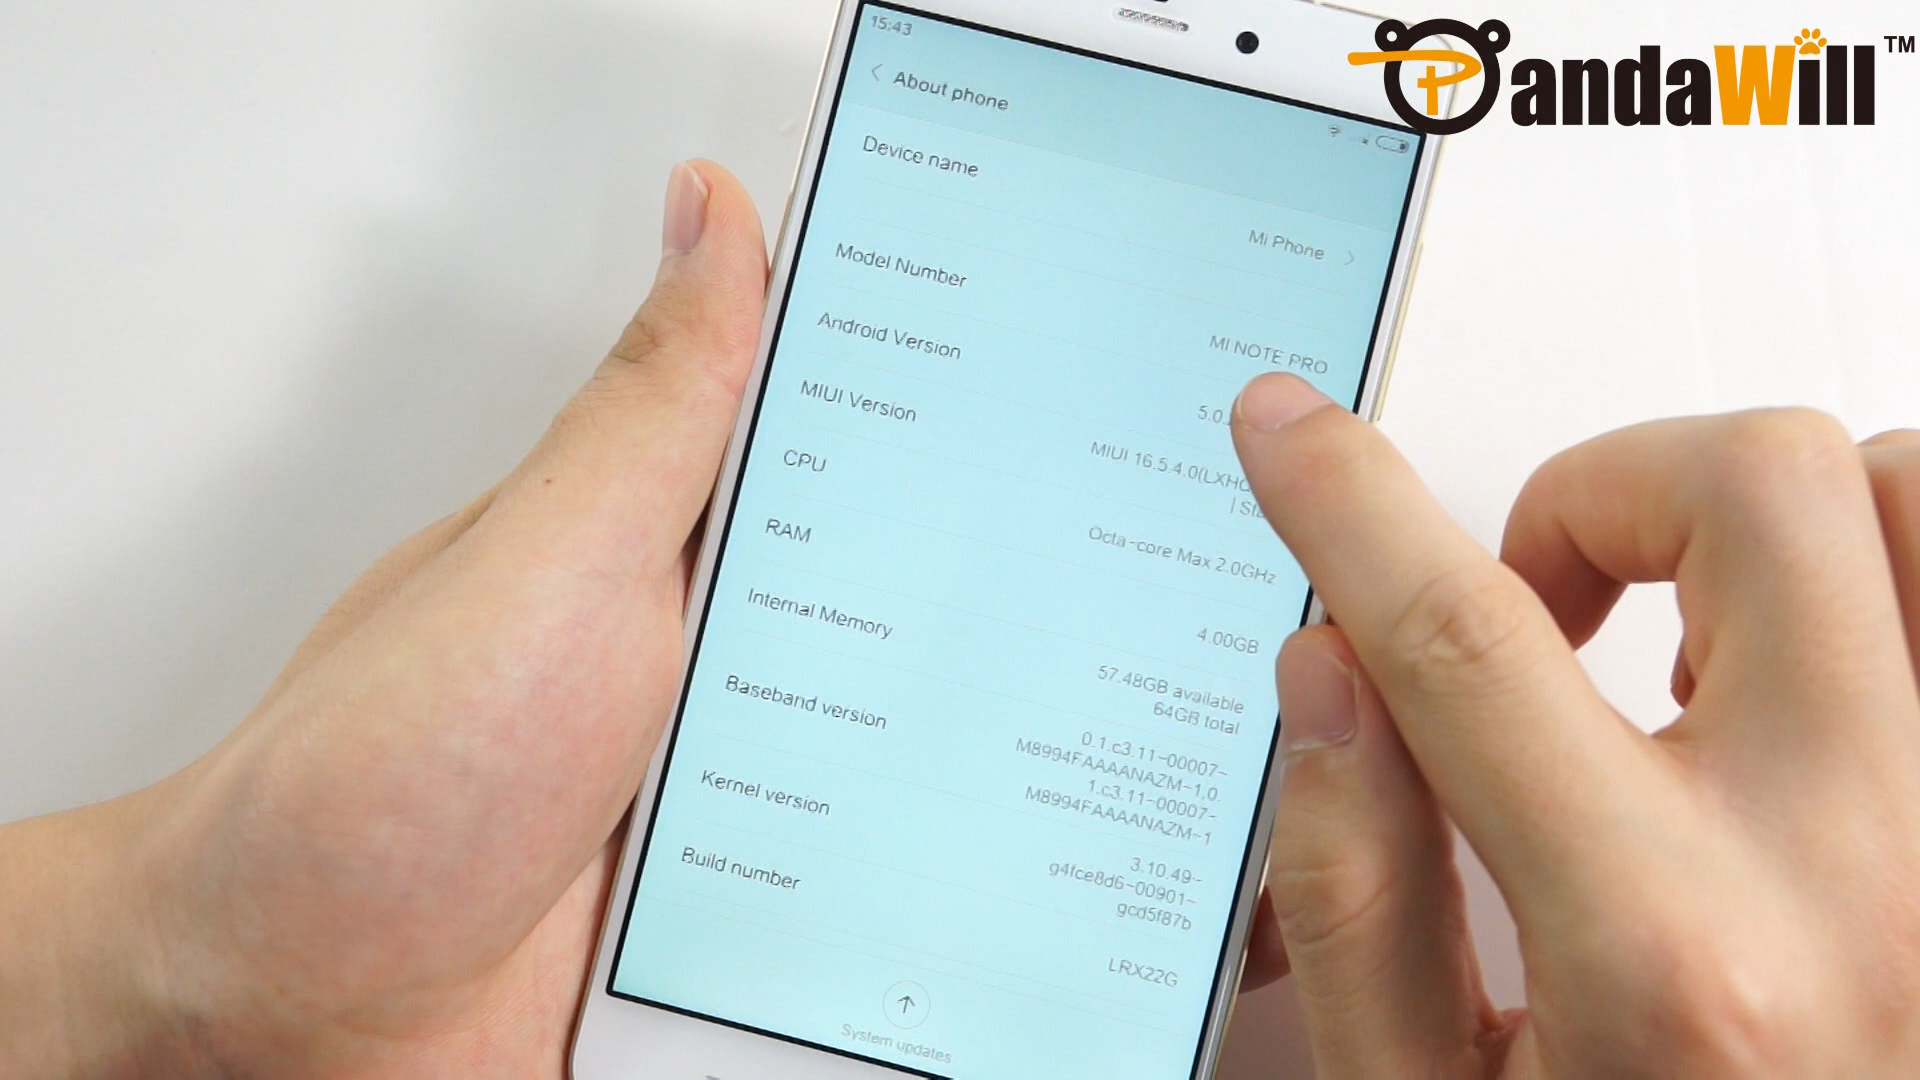 PandaWill™
15:43
About phone
Device name
Mi Phone
Model Number
MI NOTE PRO
Android Version
5.0.
MIUI Version
MIUI 16.5.4.0(LXHC
| Sta
CPU
Octa-core Max 2.0GHz
RAM
4.00GB
Internal Memory
57.48GB available
64GB total
Baseband version
0.1.c3.11-00007-
M8994FAAAANAZM-1,0.
1.c3.11-00007-
M8994FAAAANAZM-1
Kernel version
3.10.49-
g4fce8d6-00901-
gcd5f87b
Build number
LRX22G
System updates